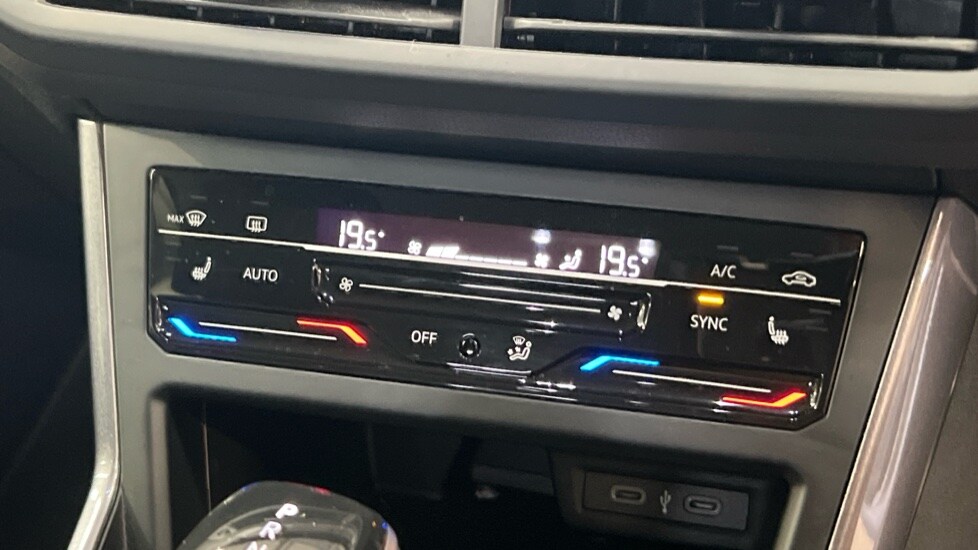 MAX
19.5°
19.5°
A/C
AUTO
SYNC
OFF
P
R
N